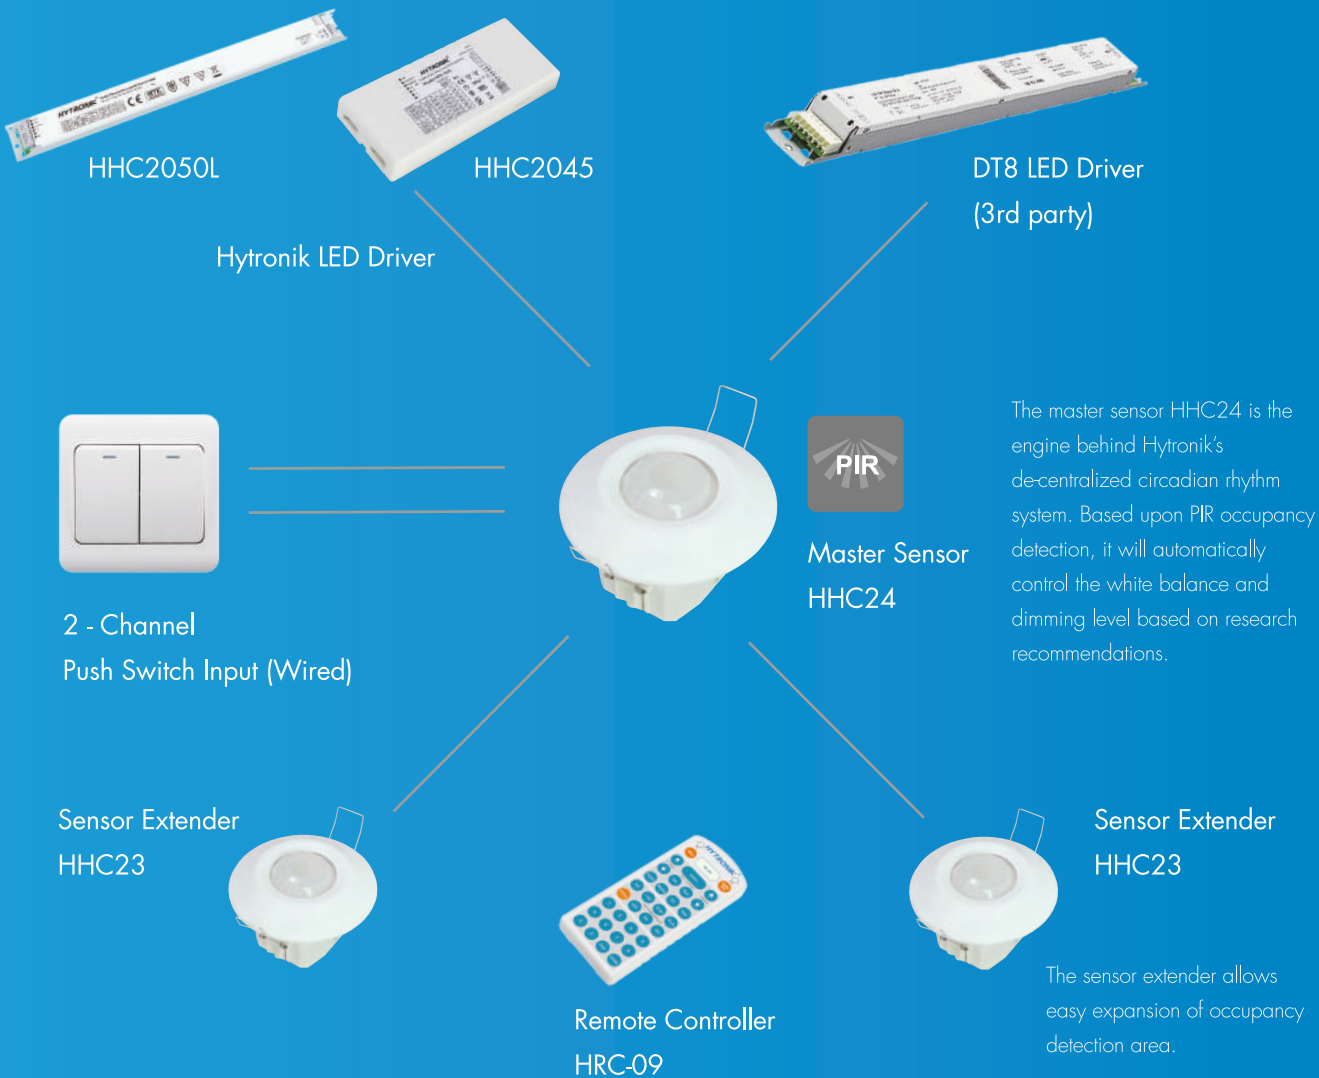 HYTRONIK
HYTRONIK
HHC2050L
HHC2045
DT8 LED Driver
(3rd party)
Hytronik LED Driver
PIR
Master Sensor
HHC24
The master sensor HHC24 is the
engine behind Hytronik's
de-centralized circadian rhythm
system. Based upon PIR occupancy
detection, it will automatically
control the white balance and
dimming level based on research
recommendations.
2 - Channel
Push Switch Input (Wired)
Sensor Extender
HHC23
HYTRONIK
Remote Controller
HRC-09
Sensor Extender
HHC23
The sensor extender allows
easy expansion of occupancy
detection area.